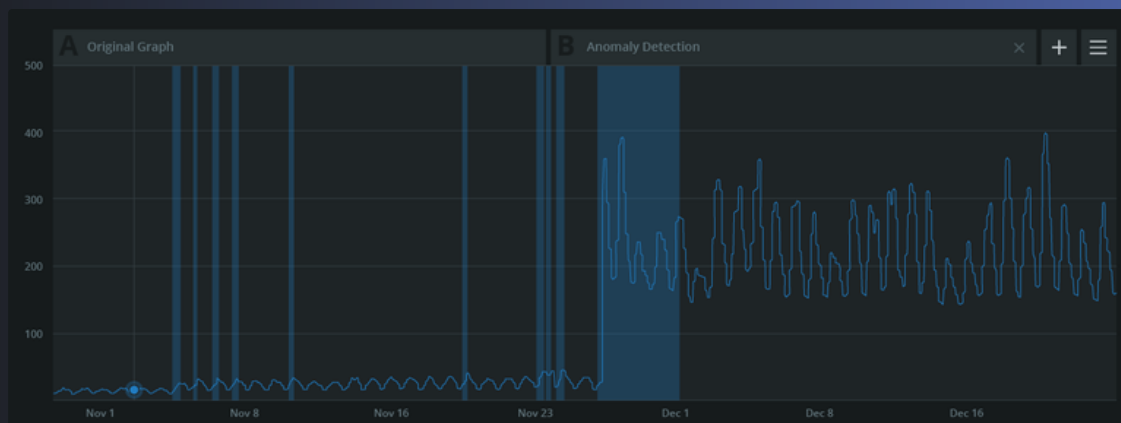 A Original Graph
B Anomaly Detection
500
400
300
200
100
Nov 1 Nov 8 Nov 16 Nov 23 Dec 1 Dec 8 Dec 16